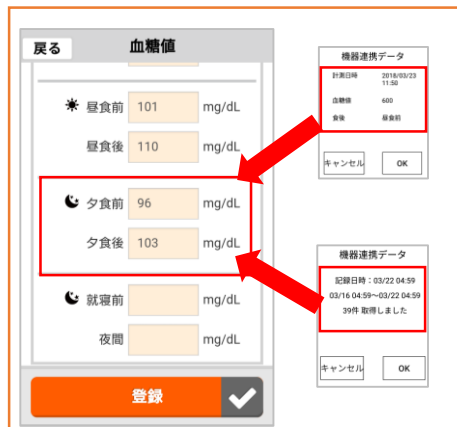 戻る 血糖値
昼食前 101 mg/dL
昼食後 110 mg/dL
夕食前 96 mg/dL
夕食後 103 mg/dL
就寝前 mg/dL
夜間 mg/dL
登録
機器連携データ
計測日時 2018/03/23
11:50
血糖値 600
食後 昼食前
キャンセル OK
機器連携データ
記録日時:03/22 04:59
03/16 04:59~03/22 04:59
39件 取得しました
キャンセル OK